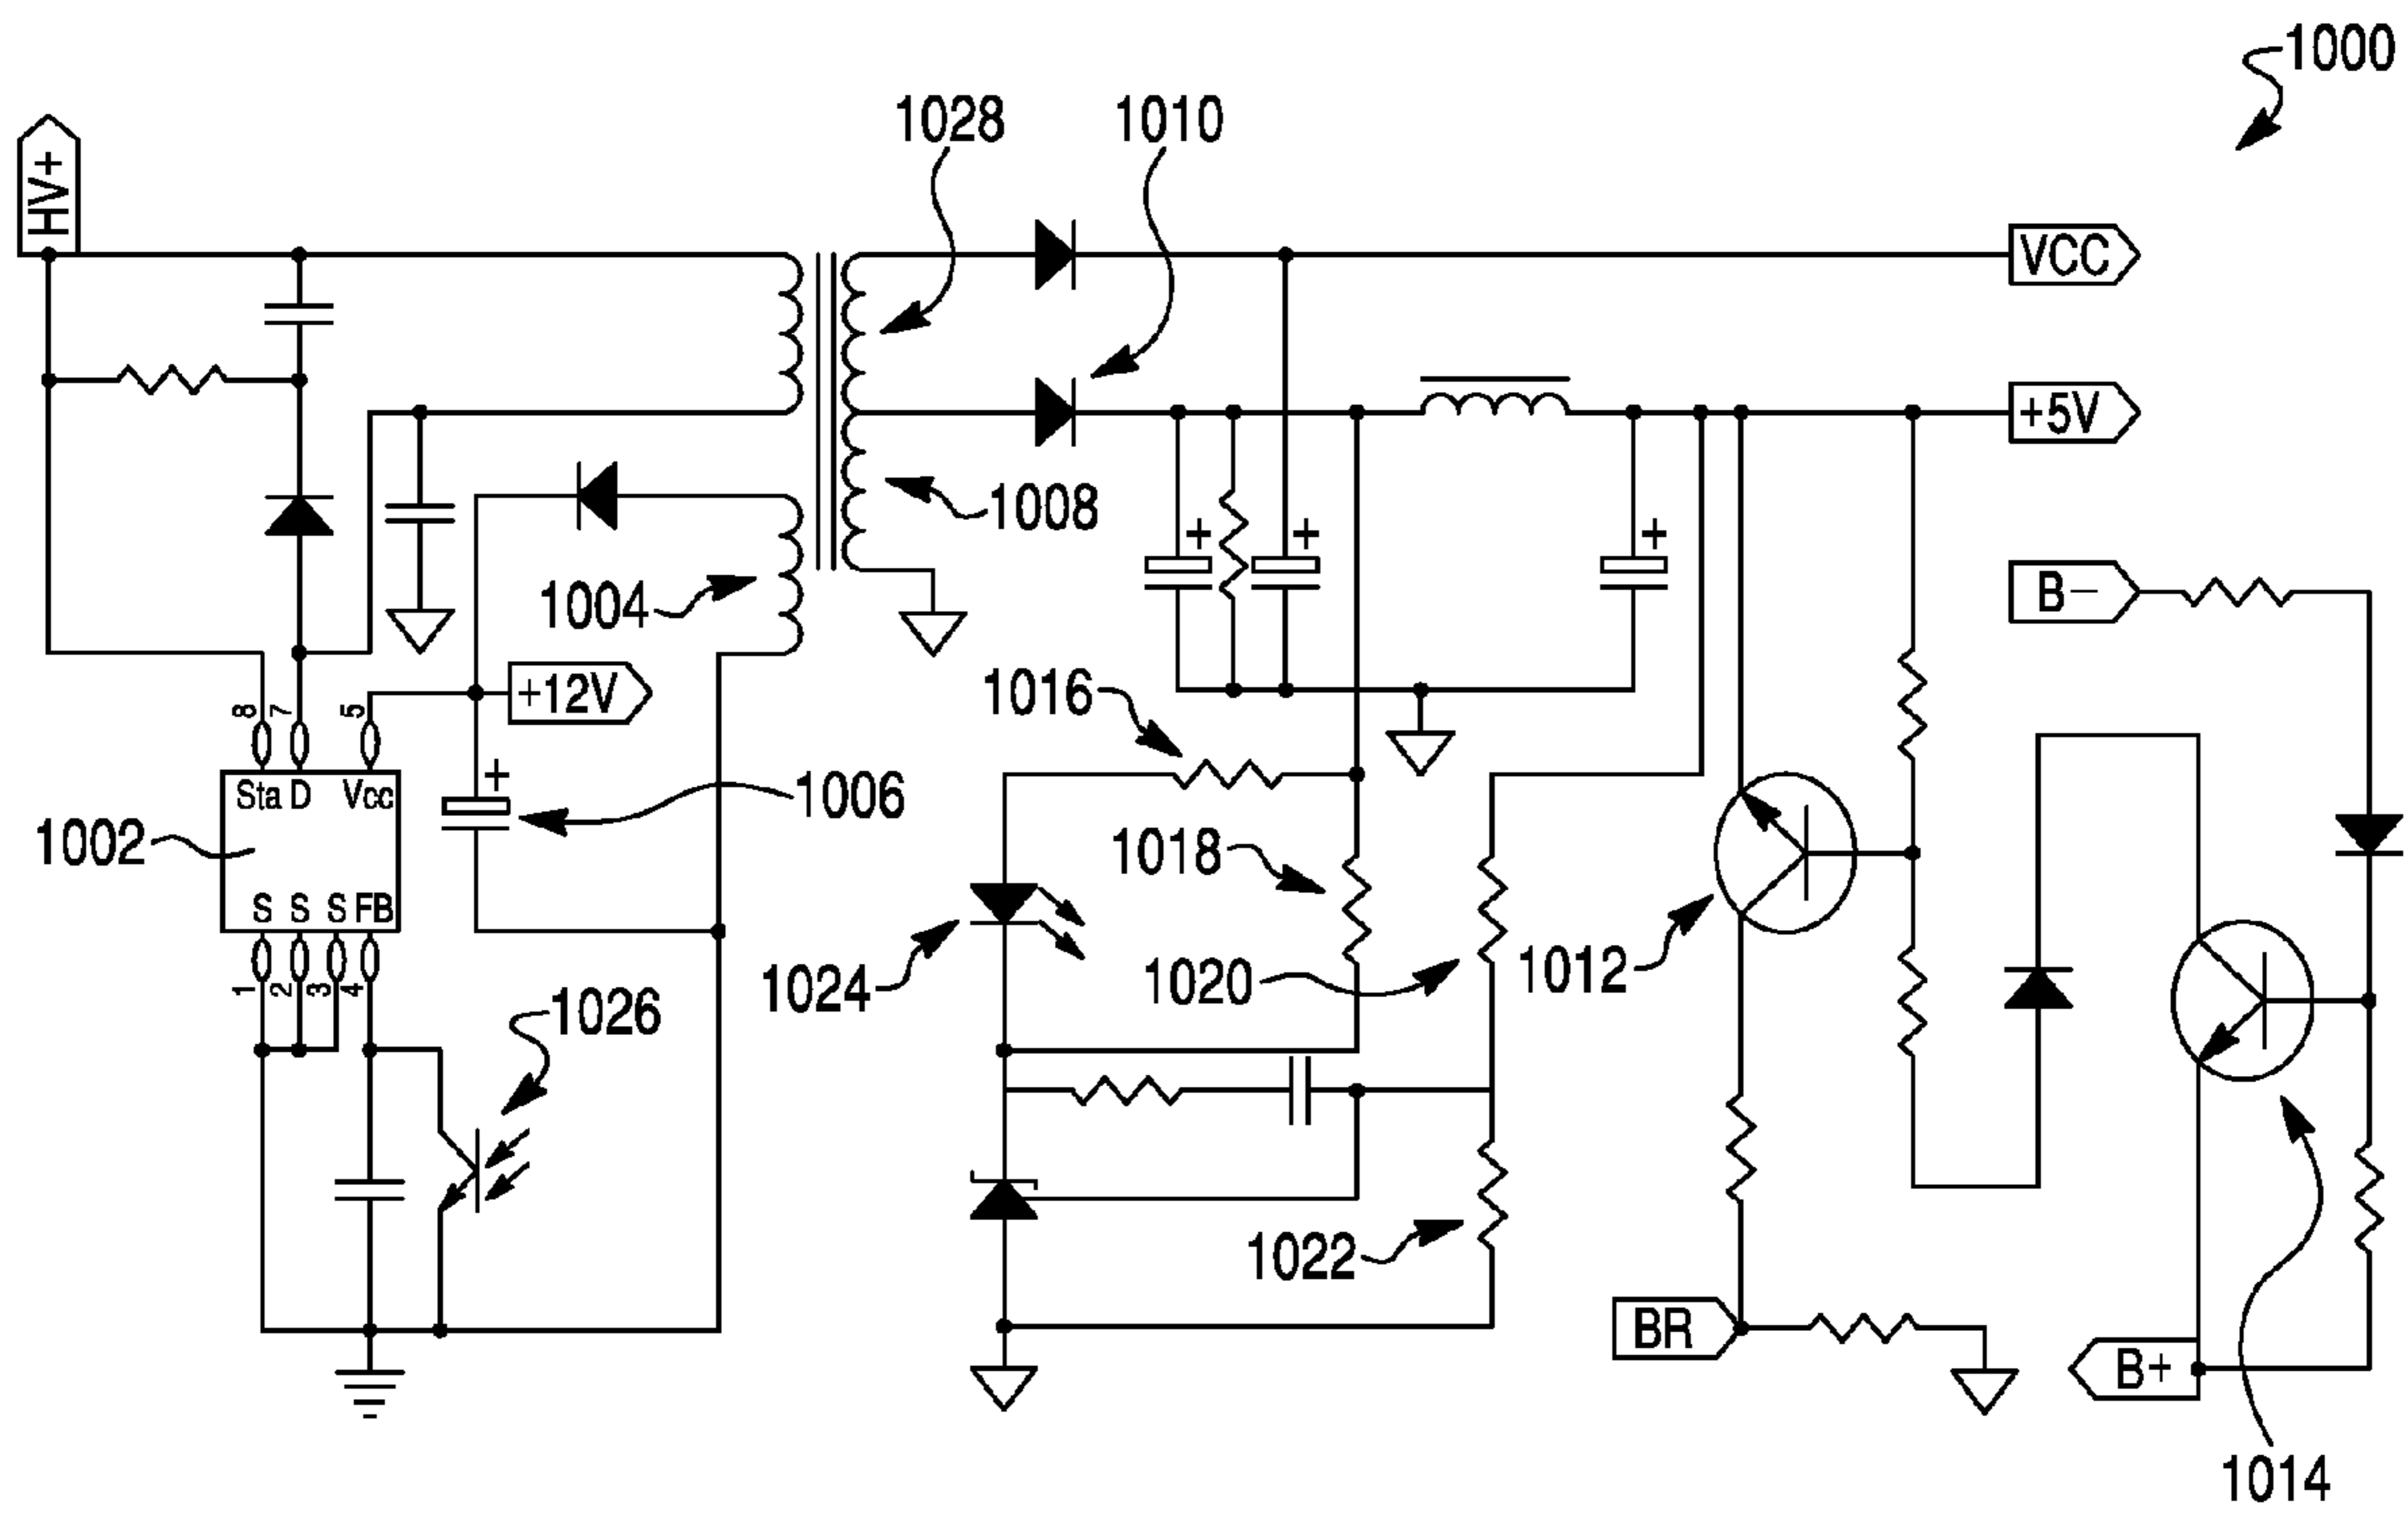 1000
HV+
1028
1010
VCC
+5V
1008
B−
1004
+12V
1016
8
7
5
Sta D Vcc
1006
1002
1018
S S S FB
1024
1020
1012
1
2
3
4
1026
1022
BR
B+
1014
+
+
+
+